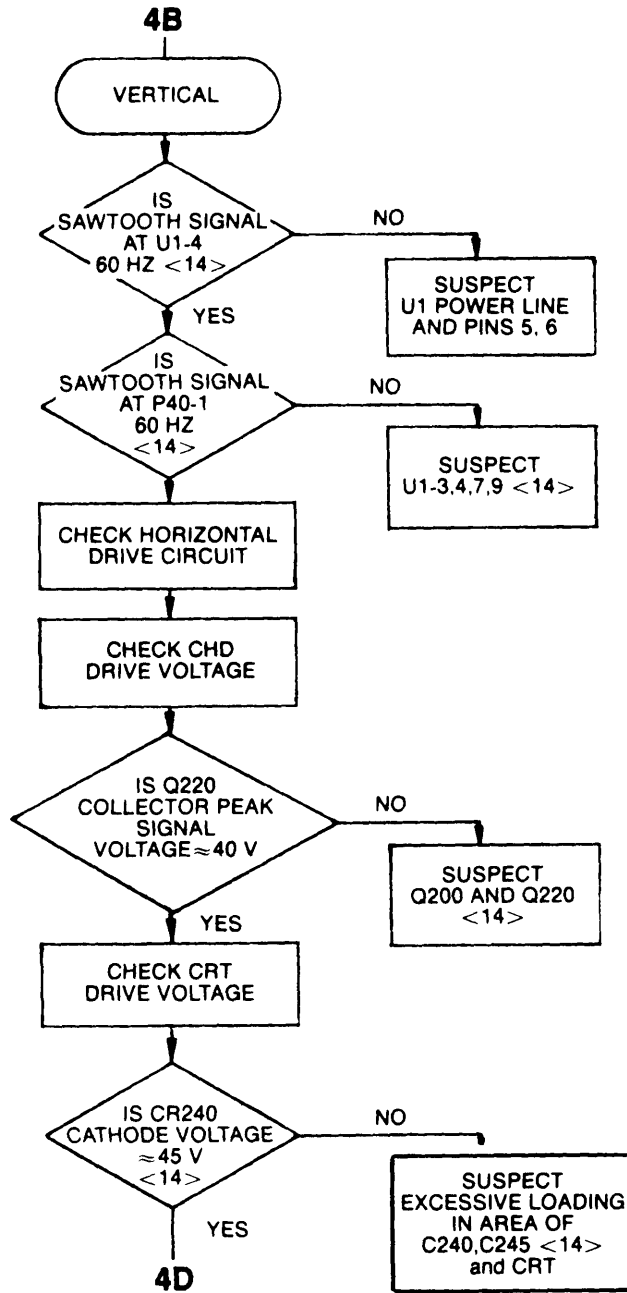 4B
VERTICAL
IS
SAWTOOTH SIGNAL
AT U1-4
60 HZ <14>
NO
SUSPECT
U1 POWER LINE
AND PINS 5, 6
YES
IS
SAWTOOTH SIGNAL
AT P40-1
60 HZ
<14>
NO
SUSPECT
U1-3,4,7,9 <14>
CHECK HORIZONTAL
DRIVE CIRCUIT
CHECK CHD
DRIVE VOLTAGE
IS Q220
COLLECTOR PEAK
SIGNAL
VOLTAGE≈40 V
NO
SUSPECT
Q200 AND Q220
<14>
YES
CHECK CRT
DRIVE VOLTAGE
IS CR240
CATHODE VOLTAGE
≈45 V
<14>
NO
SUSPECT
EXCESSIVE LOADING
IN AREA OF
C240,C245 <14>
and CRT
YES
4D